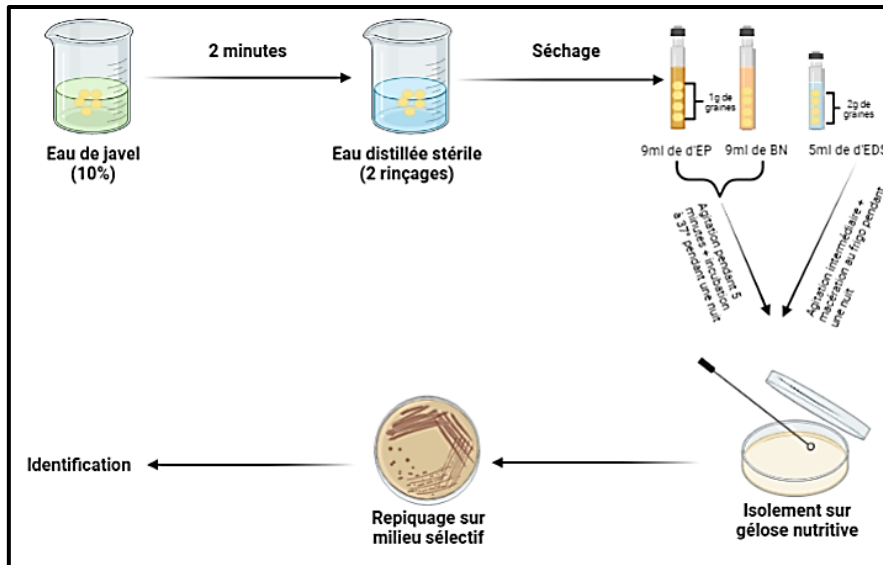 2 minutes
Séchage
1g de
graines
2g de
graines
Eau de javel
(10%)
Eau distillée stérile
(2 rinçages)
9ml de d'EP
9ml de BN
5ml de d'EDS
Agitation pendant 5
minutes + incubation
à 37° pendant une nuit
Agitation intermédiaire +
macération au frigo pendant
une nuit
Identification
Repiquage sur
milieu sélectif
Isolement sur
gélose nutritive